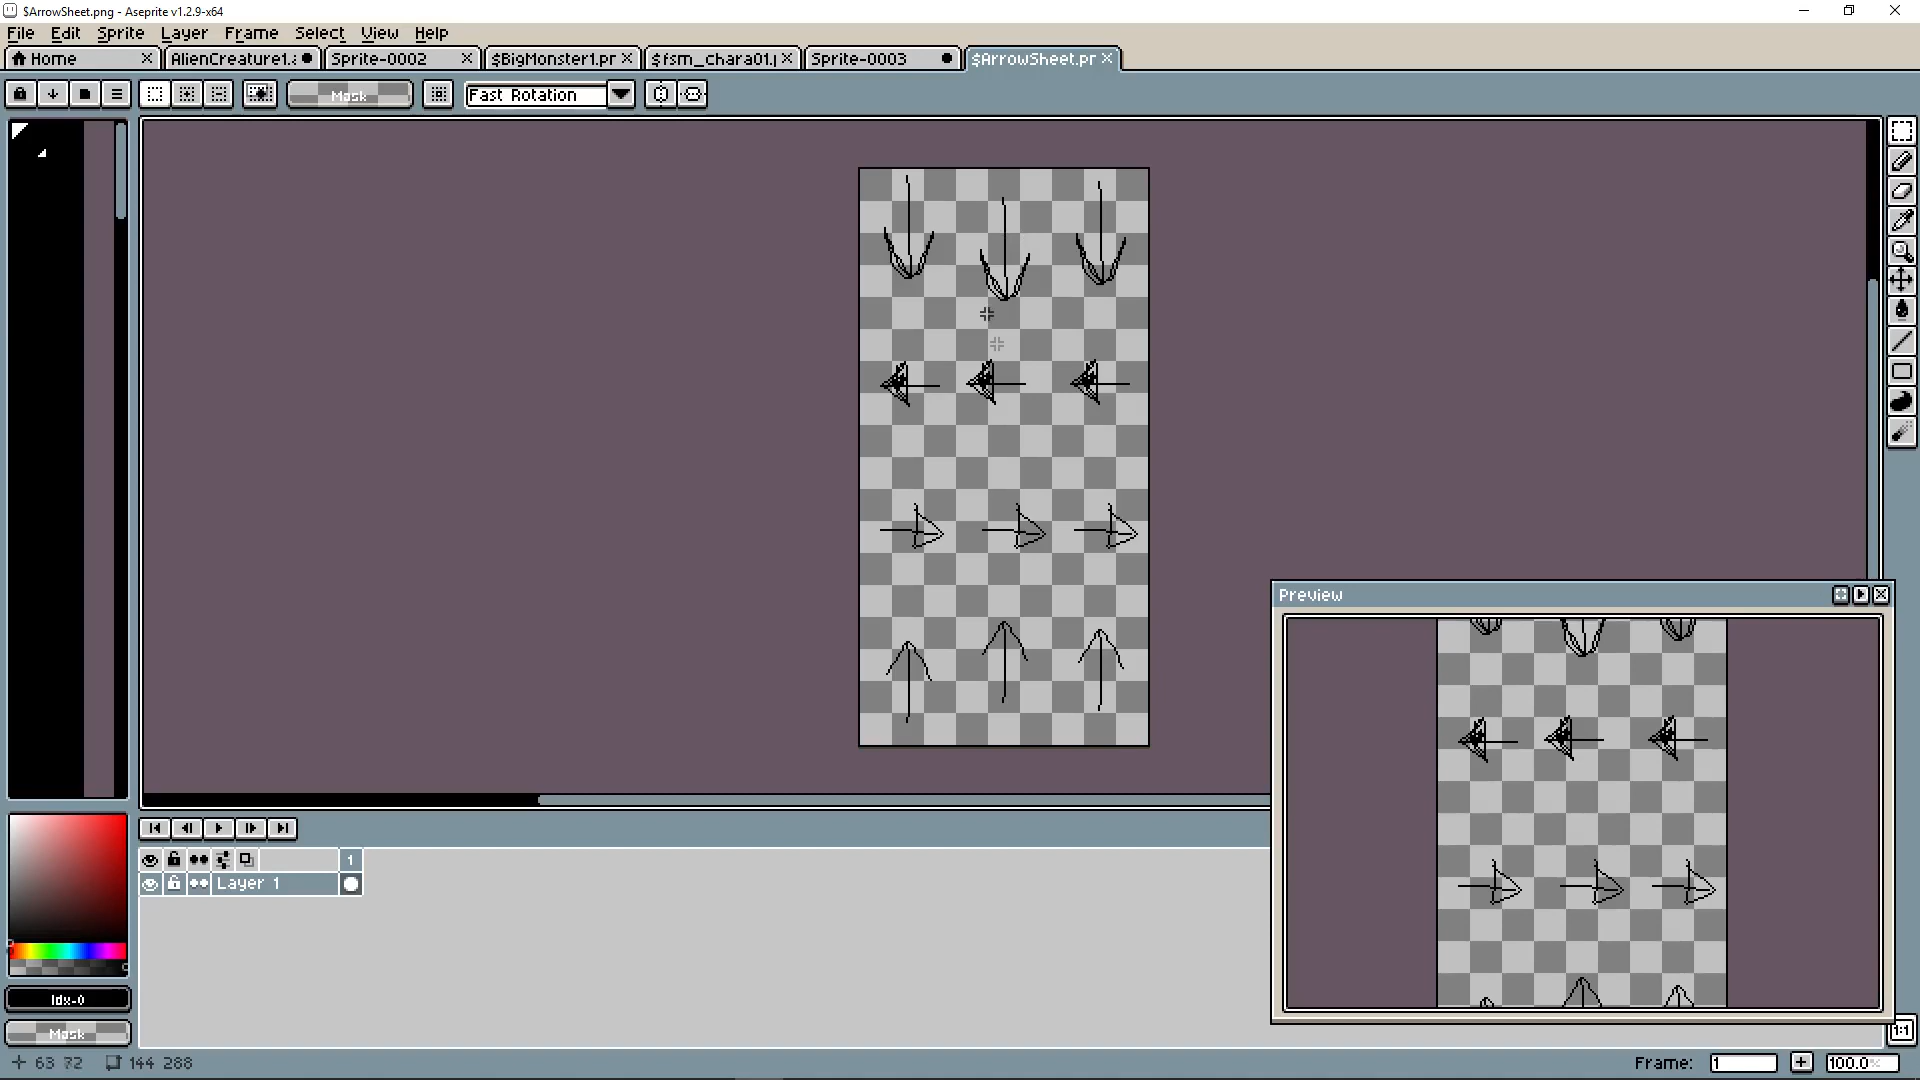 $ArrowSheet.png - Aseprite v1.2.9-x64
File Edit Sprite Layer Frame Select View Help
Home AlienCreature1. Sprite-0002 $BigMonster1.pr $fsm_chara01. Sprite-0003 $ArrowSheet.pr
Mask Fast Rotation
Preview
1
Layer 1
Idx-0
Mask
1:1
63 72 144 288 Frame: 1 + 100.0